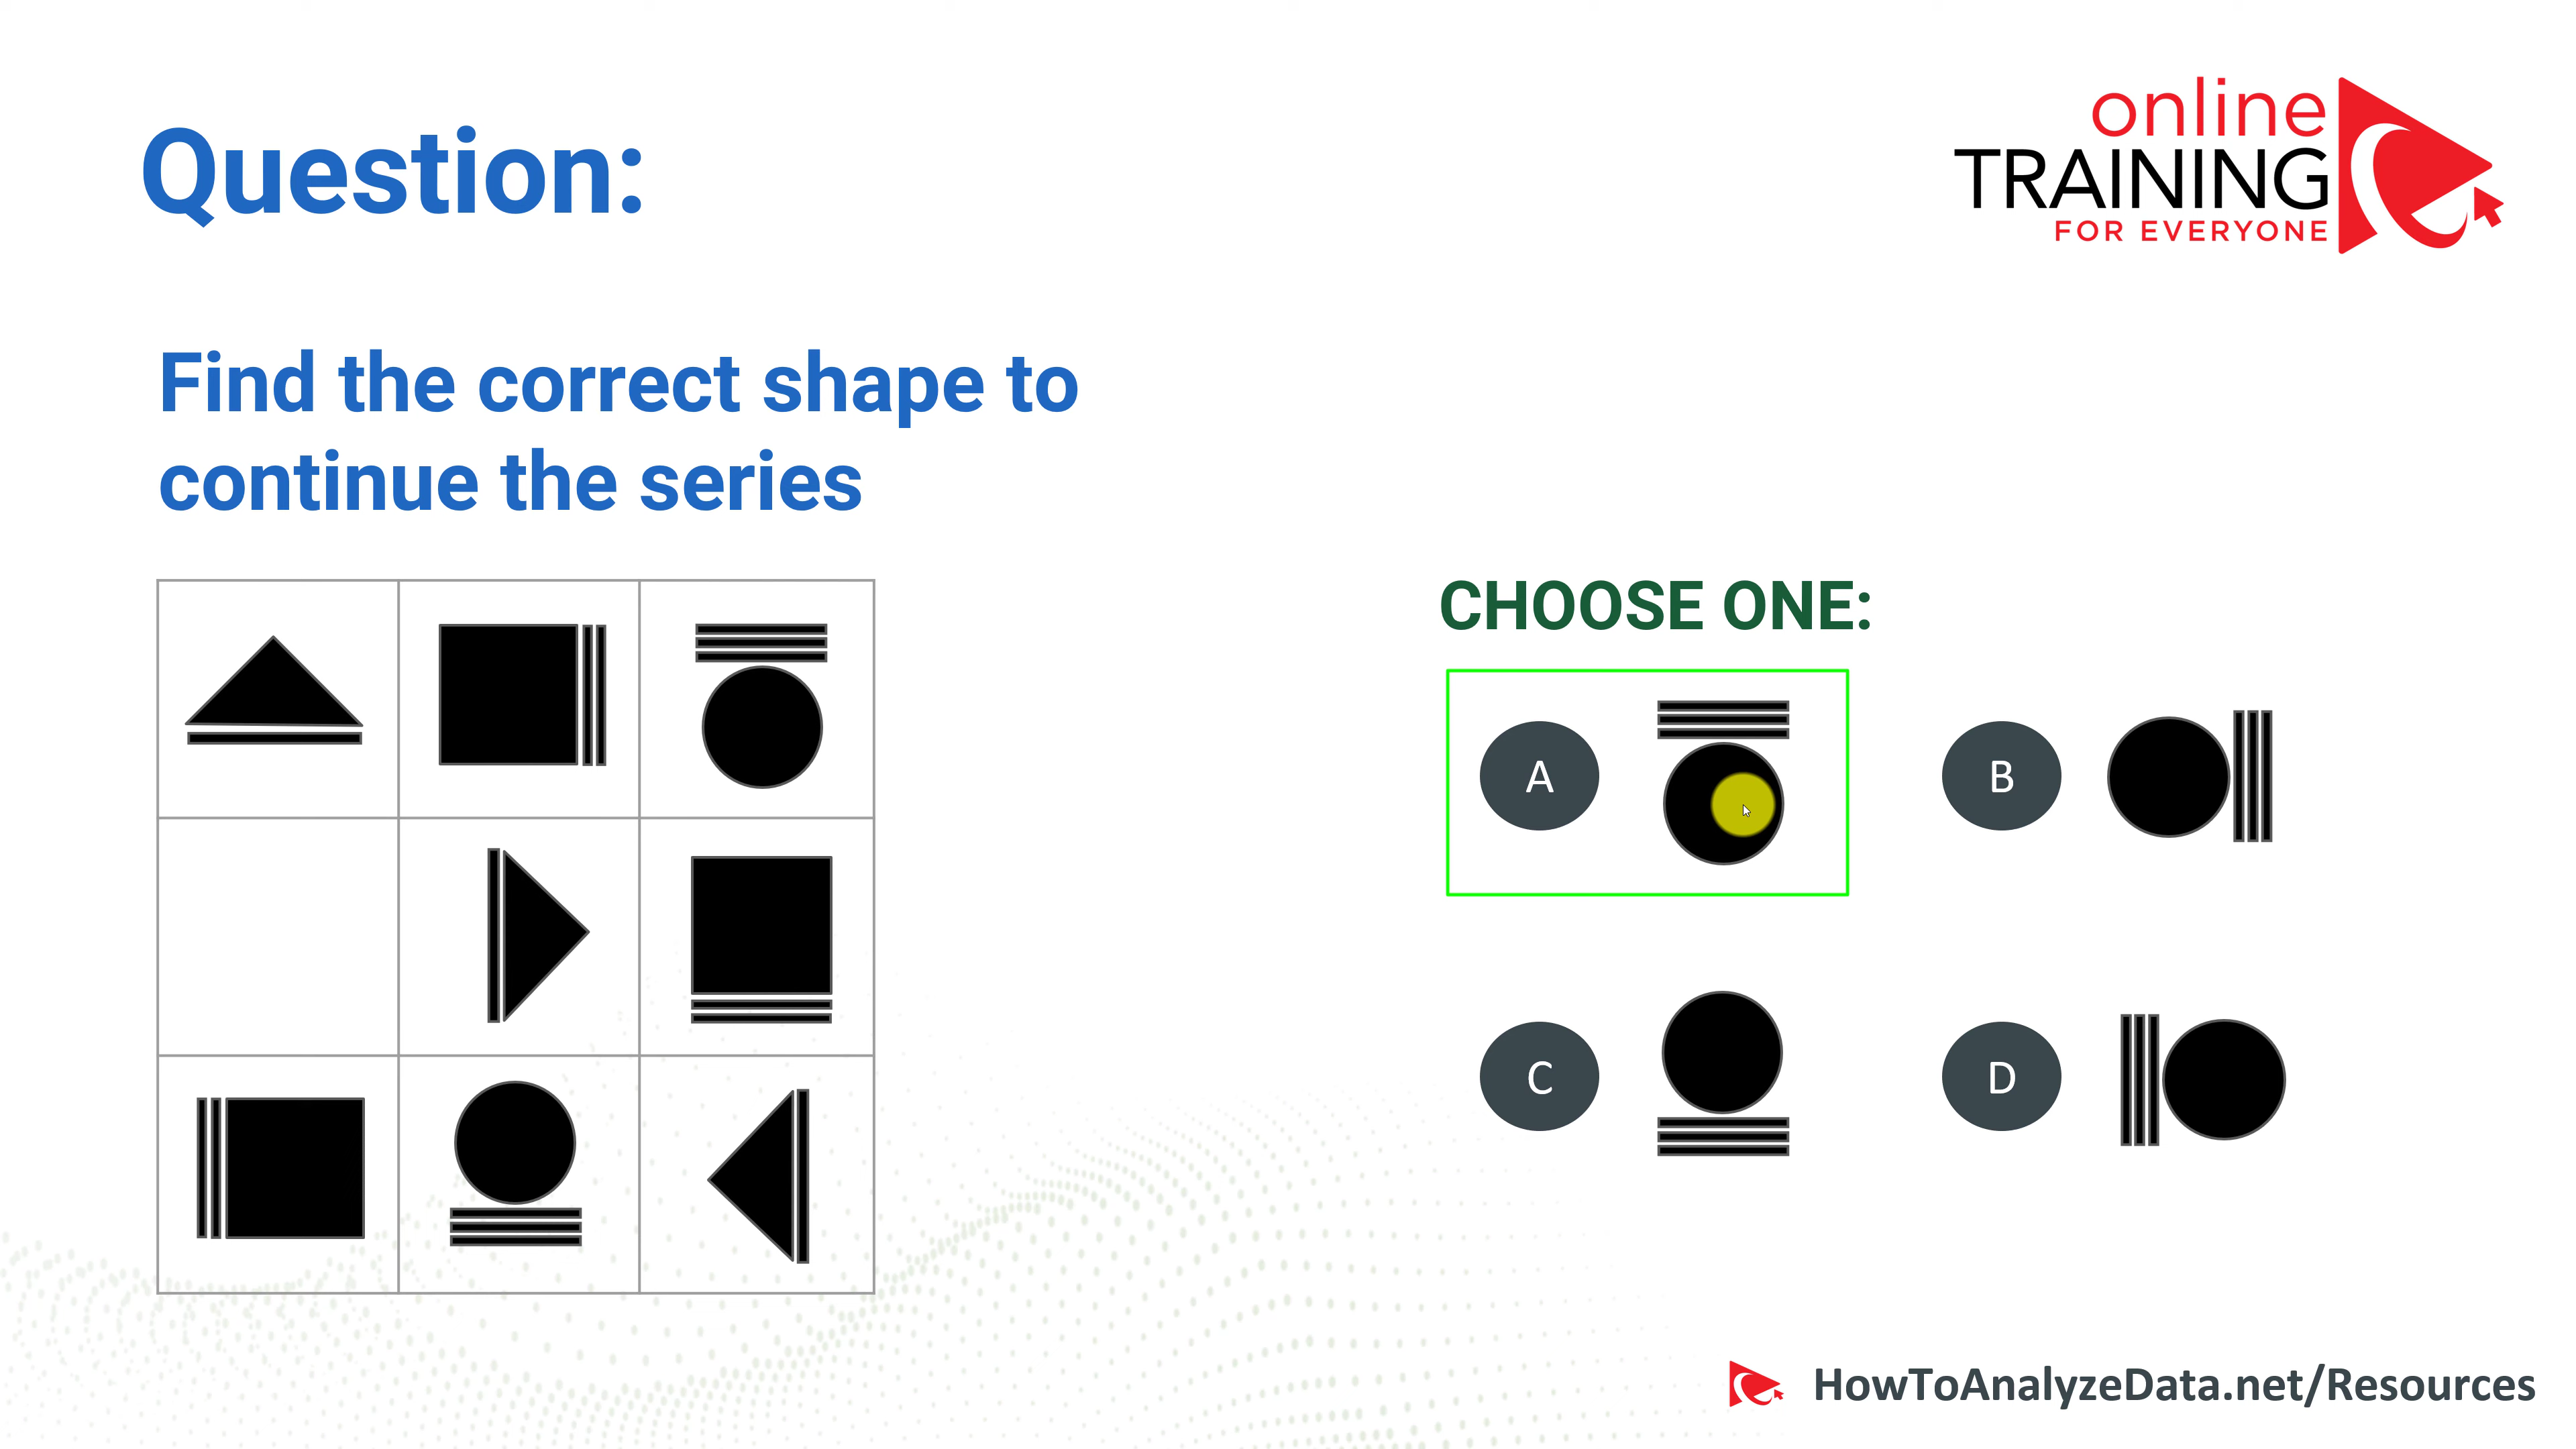 Question:
online
TRAINING
FOR EVERYONE
Find the correct shape to
continue the series
CHOOSE ONE:
A
B
C
D
HowToAnalyzeData.net/Resources